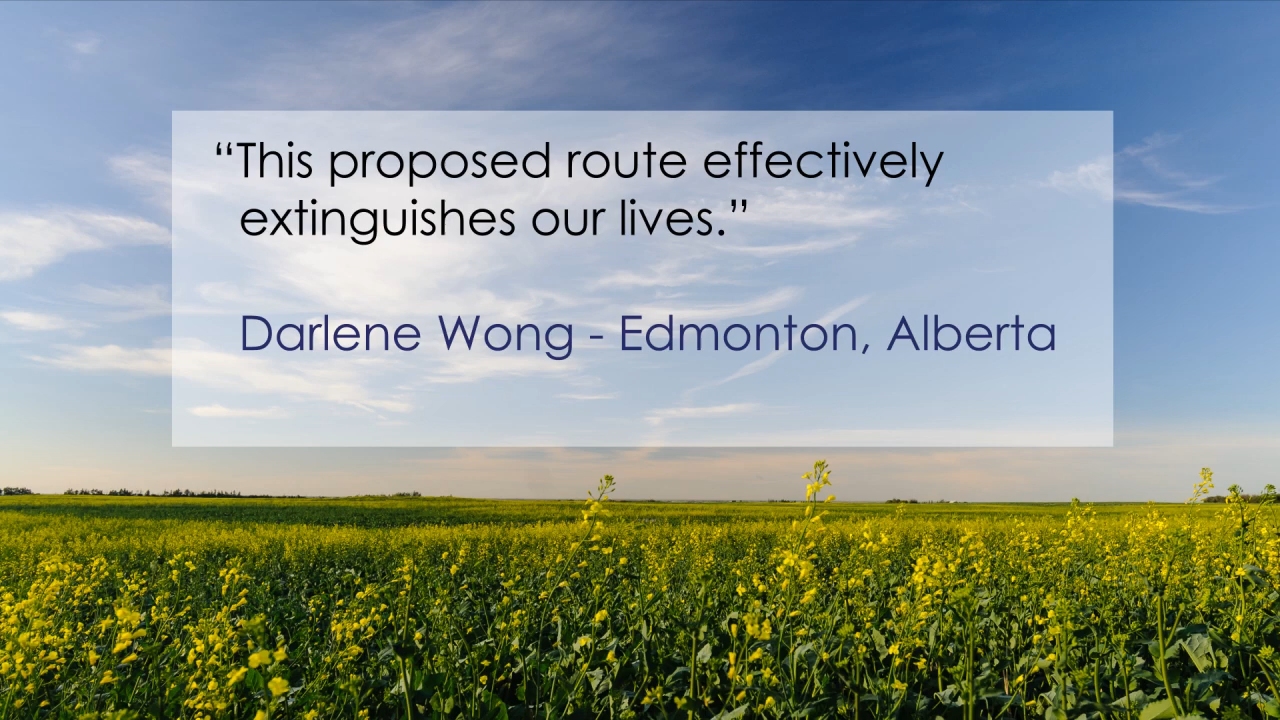 “This proposed route effectively
extinguishes our lives.”
Darlene Wong - Edmonton, Alberta